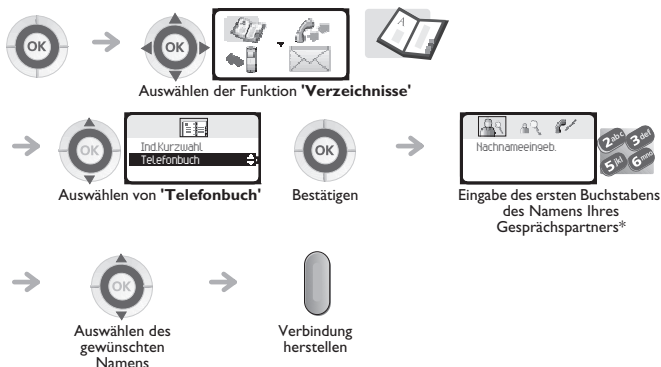 OK
OK
A
Auswählen der Funktion 'Verzeichnisse'
OK
Ind.Kurzwahl
Telefonbuch
Auswählen von 'Telefonbuch'
OK
Bestätigen
Nachnameeingeb.
2abc 3def
5jkl 6mno
Eingabe des ersten Buchstabens
des Namens Ihres
Gesprächspartners*
OK
Auswählen des
gewünschten
Namens
Verbindung
herstellen